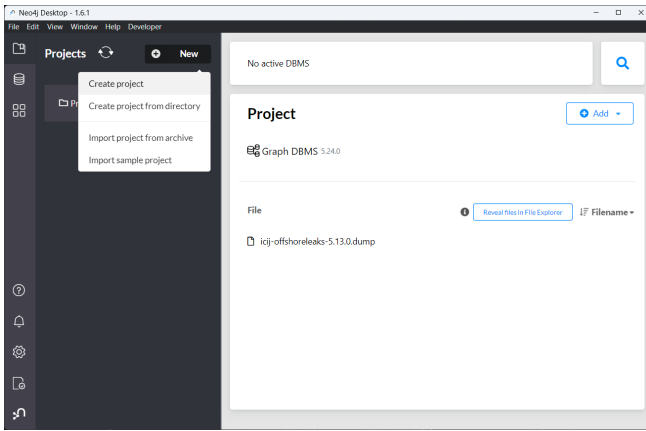 Neo4j Desktop - 1.6.1
File Edit View Window Help Developer
Projects
New
Create project
Create project from directory
Import project from archive
Import sample project
No active DBMS
Project
Add
Graph DBMS 5.24.0
File
Reveal files in File Explorer
Filename
icij-offshoreleaks-5.13.0.dump